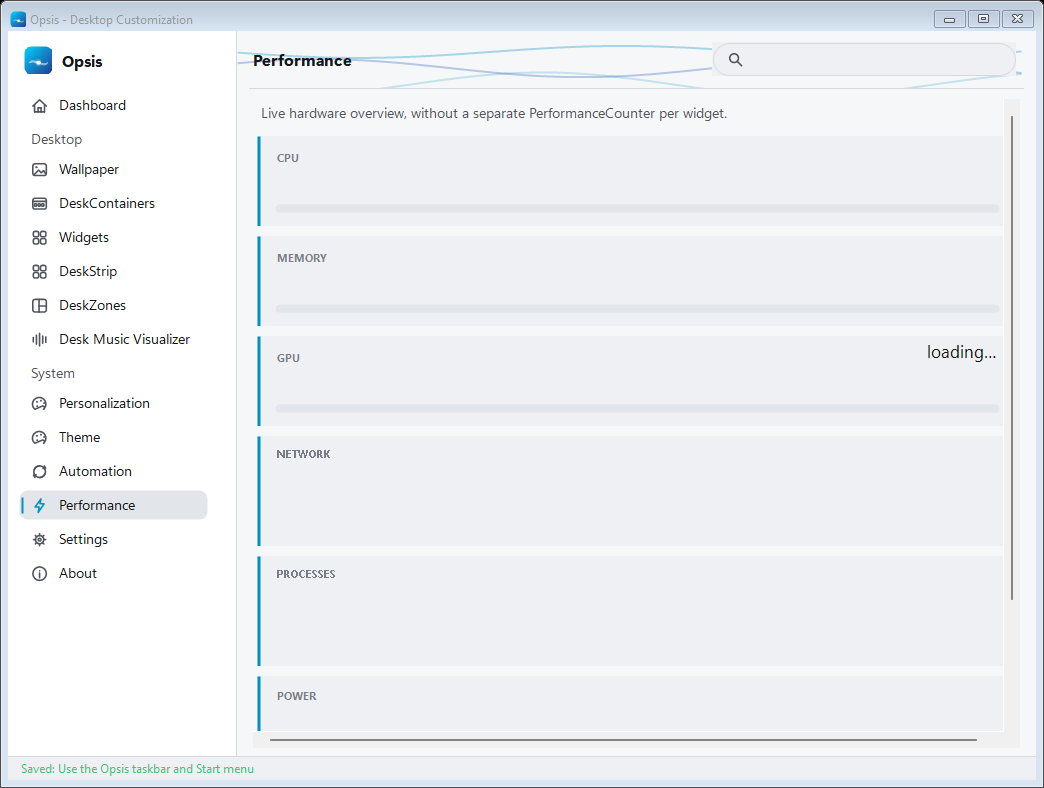 Opsis - Desktop Customization
Opsis
Dashboard
Desktop
Wallpaper
DeskContainers
Widgets
DeskStrip
DeskZones
Desk Music Visualizer
System
Personalization
Theme
Automation
Performance
Settings
About
Performance
Live hardware overview, without a separate PerformanceCounter per widget.
CPU
MEMORY
GPU
loading...
NETWORK
PROCESSES
POWER
Saved: Use the Opsis taskbar and Start menu